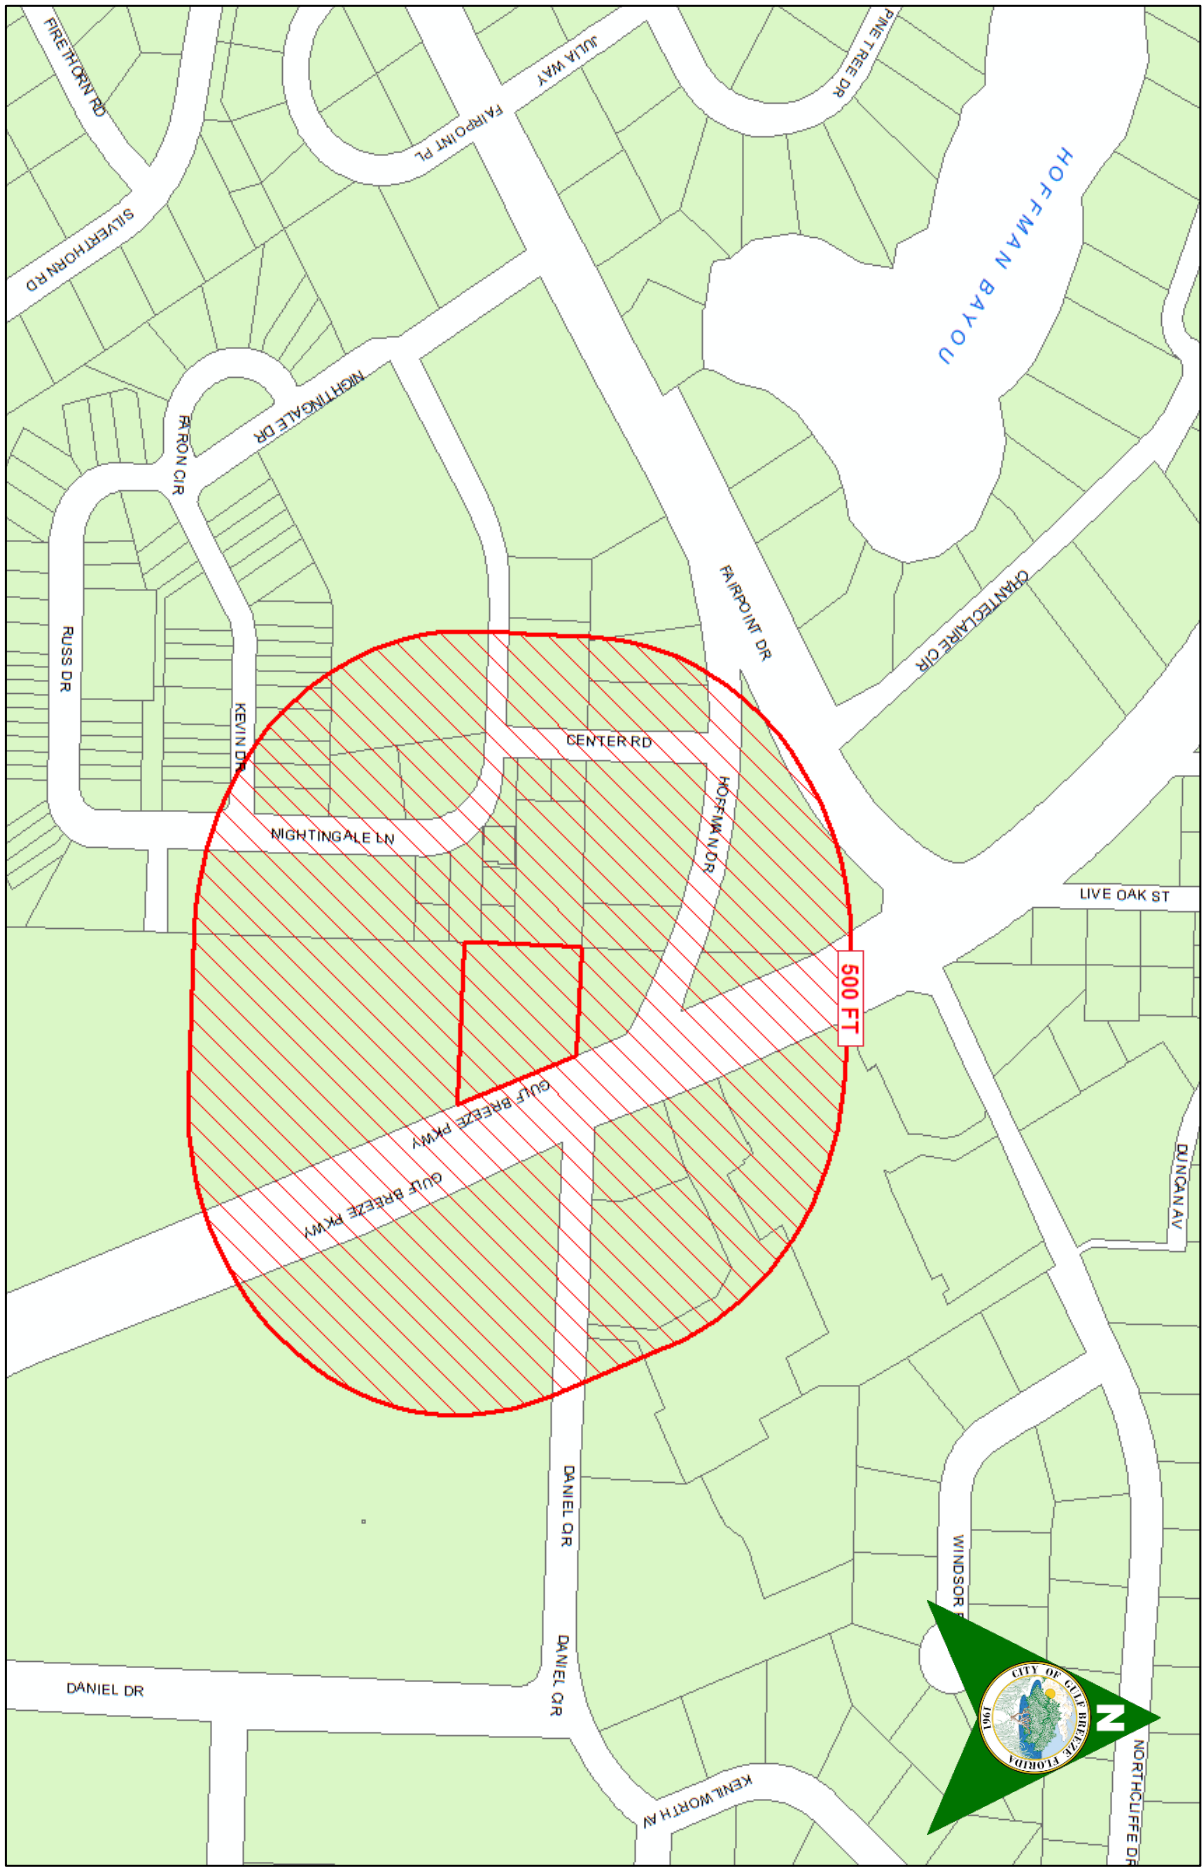 FIRETHORN RD
JULIA WAY
PINE TREE DR
FAIRPOINT PL
HOFFMAN BAYOU
SILVERTHORN RD
NIGHTINGALE DR
FARON CIR
FAIRPOINT DR
CHANTECLAIRE CIR
RUSS DR
KEVIN DR
CENTER RD
HOFFMAN DR
NIGHTINGALE LN
LIVE OAK ST
500 FT
GULF BREEZE PKWY
GULF BREEZE PKWY
DUNCAN AV
DANIEL CIR
WINDSOR
DANIEL CIR
DANIEL DR
N
CITY OF GULF BREEZE FLORIDA
1961
NORTHCLIFFE DR
KENILWORTH AV